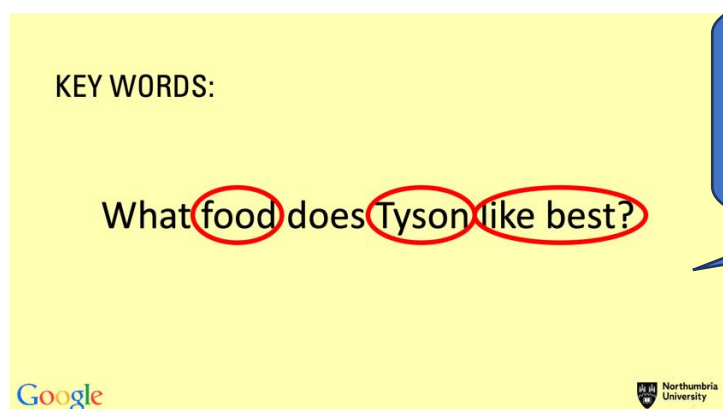 KEY WORDS:
What food does Tyson like best?
Google
Northumbria
University